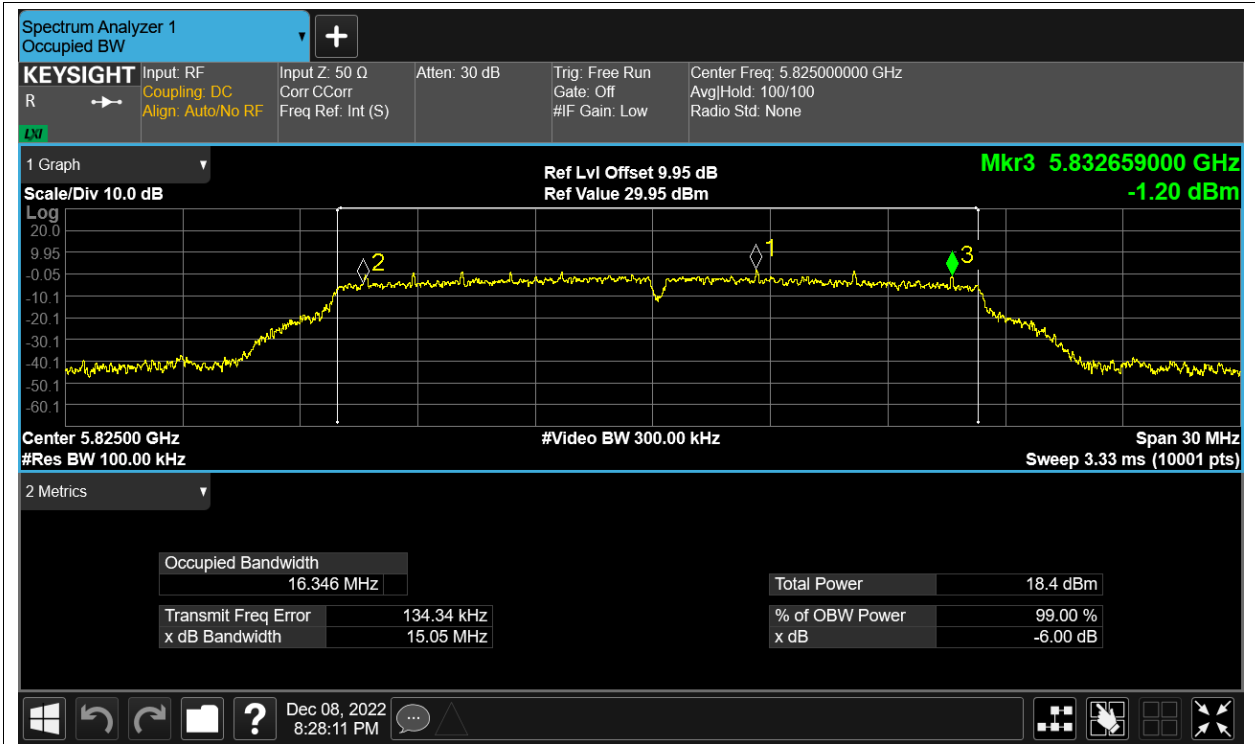 Spectrum Analyzer 1
Occupied BW
KEYSIGHT
R
LXI
Input: RF
Coupling: DC
Align: Auto/No RF
Input Z: 50 Ω
Corr CCorr
Freq Ref: Int (S)
Atten: 30 dB
Trig: Free Run
Gate: Off
#IF Gain: Low
Center Freq: 5.825000000 GHz
Avg|Hold: 100/100
Radio Std: None
1 Graph
Scale/Div 10.0 dB
Ref Lvl Offset 9.95 dB
Ref Value 29.95 dBm
Mkr3 5.832659000 GHz
-1.20 dBm
Log
20.0
9.95
-0.05
-10.1
-20.1
-30.1
-40.1
-50.1
-60.1
2
1
3
Center 5.82500 GHz
#Video BW 300.00 kHz
Span 30 MHz
#Res BW 100.00 kHz
Sweep 3.33 ms (10001 pts)
2 Metrics
Occupied Bandwidth
16.346 MHz
Transmit Freq Error 134.34 kHz
x dB Bandwidth 15.05 MHz
Total Power 18.4 dBm
% of OBW Power 99.00 %
x dB -6.00 dB
?
Dec 08, 2022
8:28:11 PM